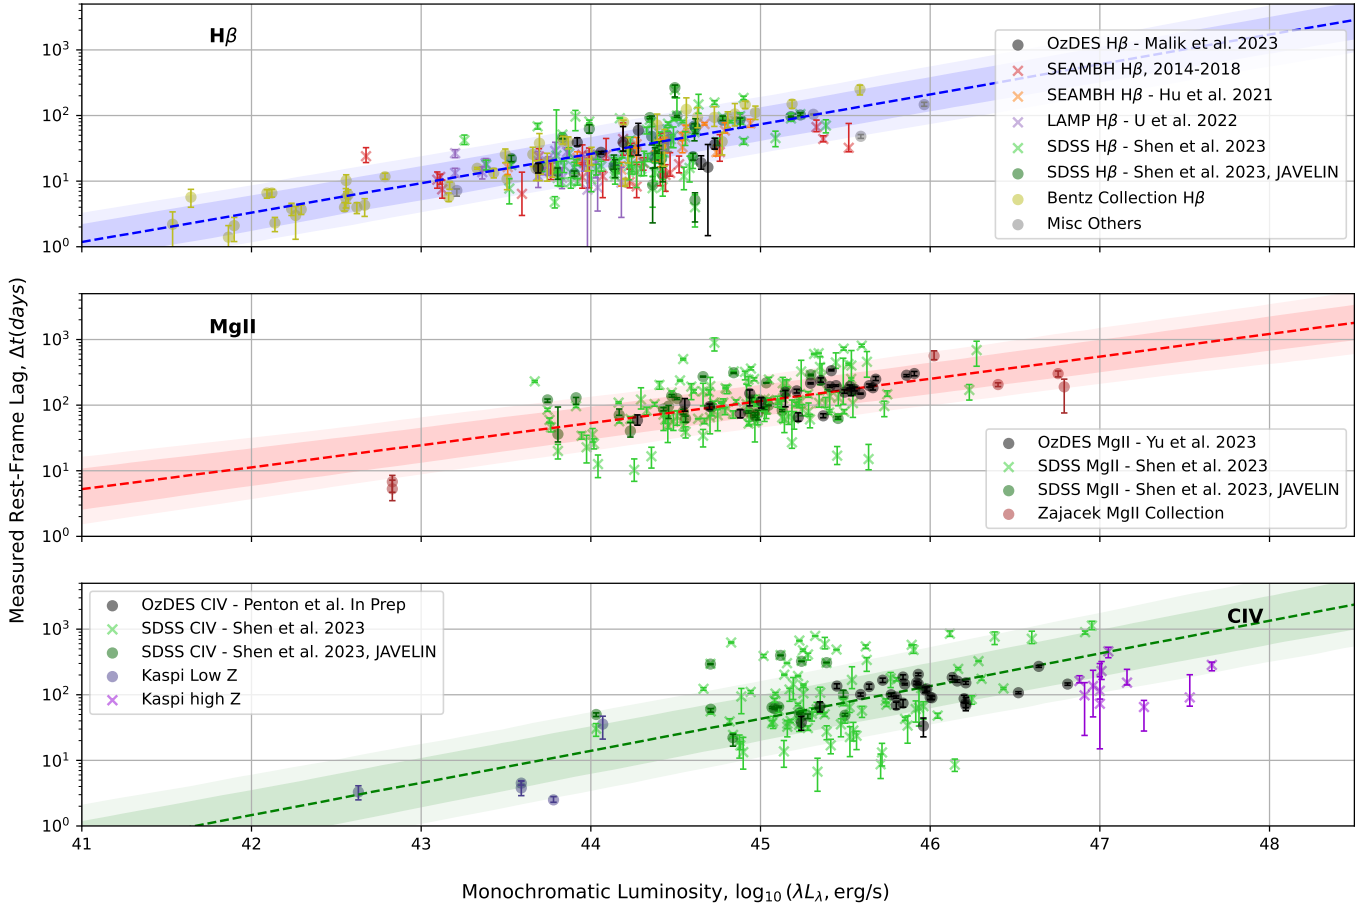 Measured Rest-Frame Lag, Δt(days)
Hβ
10³
10²
10¹
10⁰
OzDES Hβ - Malik et al. 2023
SEAMBH Hβ, 2014-2018
SEAMBH Hβ - Hu et al. 2021
LAMP Hβ - U et al. 2022
SDSS Hβ - Shen et al. 2023
SDSS Hβ - Shen et al. 2023, JAVELIN
Bentz Collection Hβ
Misc Others
MgII
10³
10²
10¹
10⁰
OzDES MgII - Yu et al. 2023
SDSS MgII - Shen et al. 2023
SDSS MgII - Shen et al. 2023, JAVELIN
Zajacek MgII Collection
OzDES CIV - Penton et al. In Prep
SDSS CIV - Shen et al. 2023
SDSS CIV - Shen et al. 2023, JAVELIN
Kaspi Low Z
Kaspi high Z
CIV
10³
10²
10¹
10⁰
41 42 43 44 45 46 47 48
Monochromatic Luminosity, log₁₀(λL_λ, erg/s)